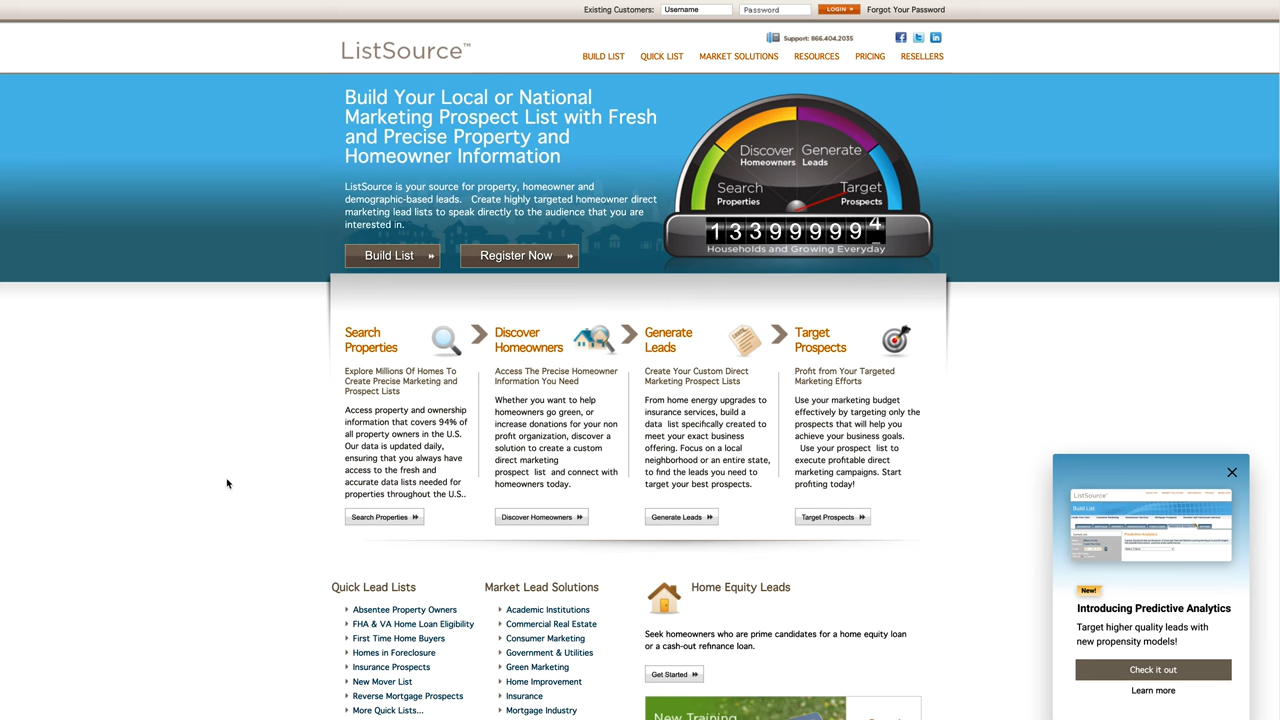 Existing Customers: Username Password LOGIN » Forgot Your Password
ListSource™
Support: 866.404.2035
BUILD LIST QUICK LIST MARKET SOLUTIONS RESOURCES PRICING RESELLERS
Build Your Local or National
Marketing Prospect List with Fresh
and Precise Property and
Homeowner Information
ListSource is your source for property, homeowner and
demographic-based leads. Create highly targeted homeowner direct
marketing lead lists to speak directly to the audience that you are
interested in.
Build List
Register Now
Discover
Homeowners
Generate
Leads
Search
Properties
Target
Prospects
133999994
Households and Growing Everyday
Search
Properties
Explore Millions Of Homes To
Create Precise Marketing and
Prospect Lists
Access property and ownership
information that covers 94% of
all property owners in the U.S.
Our data is updated daily,
ensuring that you always have
access to the fresh and
accurate data lists needed for
properties throughout the U.S..
Search Properties
Discover
Homeowners
Access The Precise Homeowner
Information You Need
Whether you want to help
homeowners go green, or
increase donations for your non
profit organization, discover a
solution to create a custom
direct marketing
prospect list and connect with
homeowners today.
Discover Homeowners
Generate
Leads
Create Your Custom Direct
Marketing Prospect Lists
From home energy upgrades to
insurance services, build a
data list specifically created to
meet your exact business
offering. Focus on a local
neighborhood or an entire state,
to find the leads you need to
target your best prospects.
Generate Leads
Target
Prospects
Profit from Your Targeted
Marketing Efforts
Use your marketing budget
effectively by targeting only the
prospects that will help you
achieve your business goals.
Use your prospect list to
execute profitable direct
marketing campaigns. Start
profiting today!
Target Prospects
Quick Lead Lists
Absentee Property Owners
FHA & VA Home Loan Eligibility
First Time Home Buyers
Homes in Foreclosure
Insurance Prospects
New Mover List
Reverse Mortgage Prospects
More Quick Lists...
Market Lead Solutions
Academic Institutions
Commercial Real Estate
Consumer Marketing
Government & Utilities
Green Marketing
Home Improvement
Insurance
Mortgage Industry
Home Equity Leads
Seek homeowners who are prime candidates for a home equity loan
or a cash-out refinance loan.
Get Started
New Training
ListSource
Build List
Predictive Analytics
New!
Introducing Predictive Analytics
Target higher quality leads with
new propensity models!
Check it out
Learn more